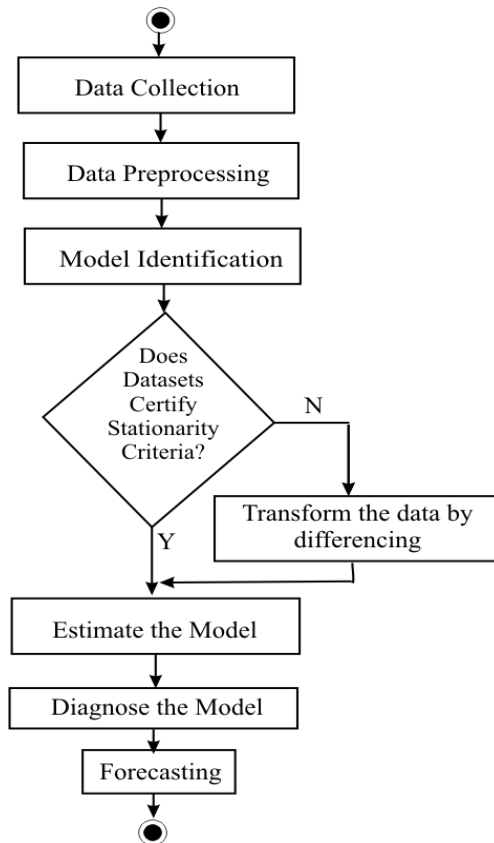 Data Collection
Data Preprocessing
Model Identification
Does
Datasets
Certify
Stationarity
Criteria?
N
Transform the data by
differencing
Y
Estimate the Model
Diagnose the Model
Forecasting